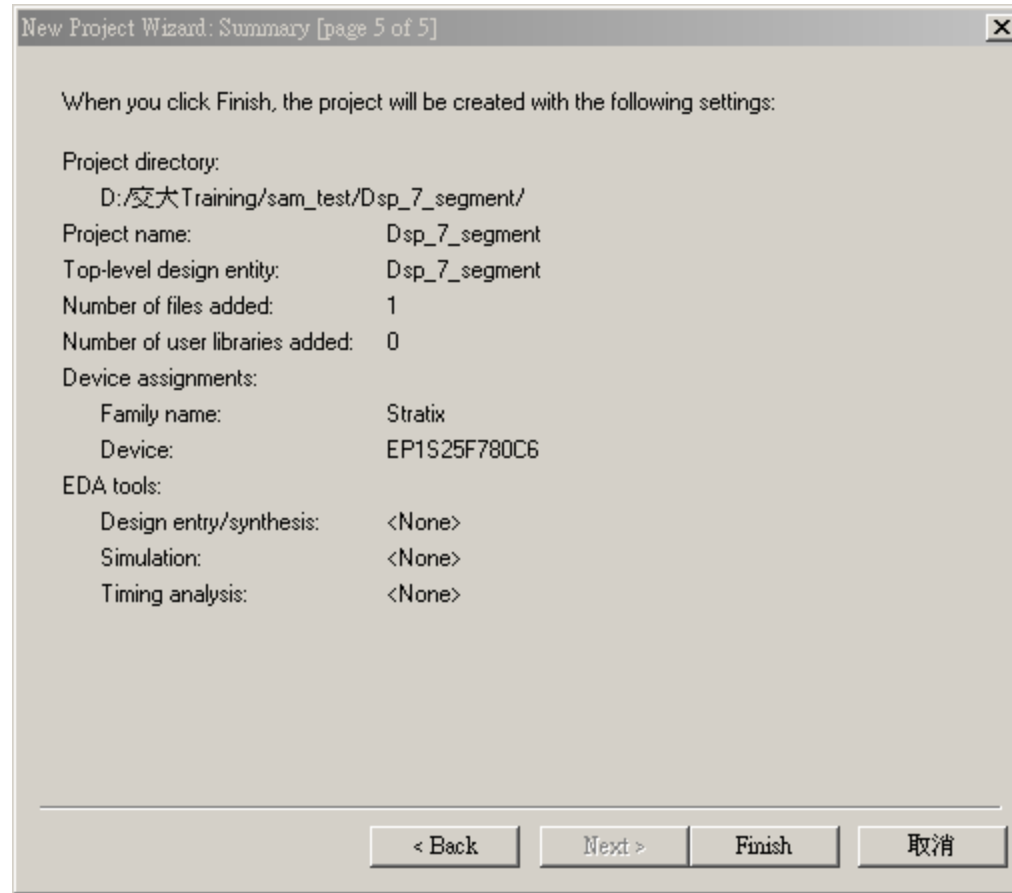 New Project Wizard: Summary [page 5 of 5]
When you click Finish, the project will be created with the following settings:
Project directory:
D:/交大Training/sam_test/Dsp_7_segment/
Project name: Dsp_7_segment
Top-level design entity: Dsp_7_segment
Number of files added: 1
Number of user libraries added: 0
Device assignments:
Family name: Stratix
Device: EP1S25F780C6
EDA tools:
Design entry/synthesis: <None>
Simulation: <None>
Timing analysis: <None>
< Back Next > Finish 取消